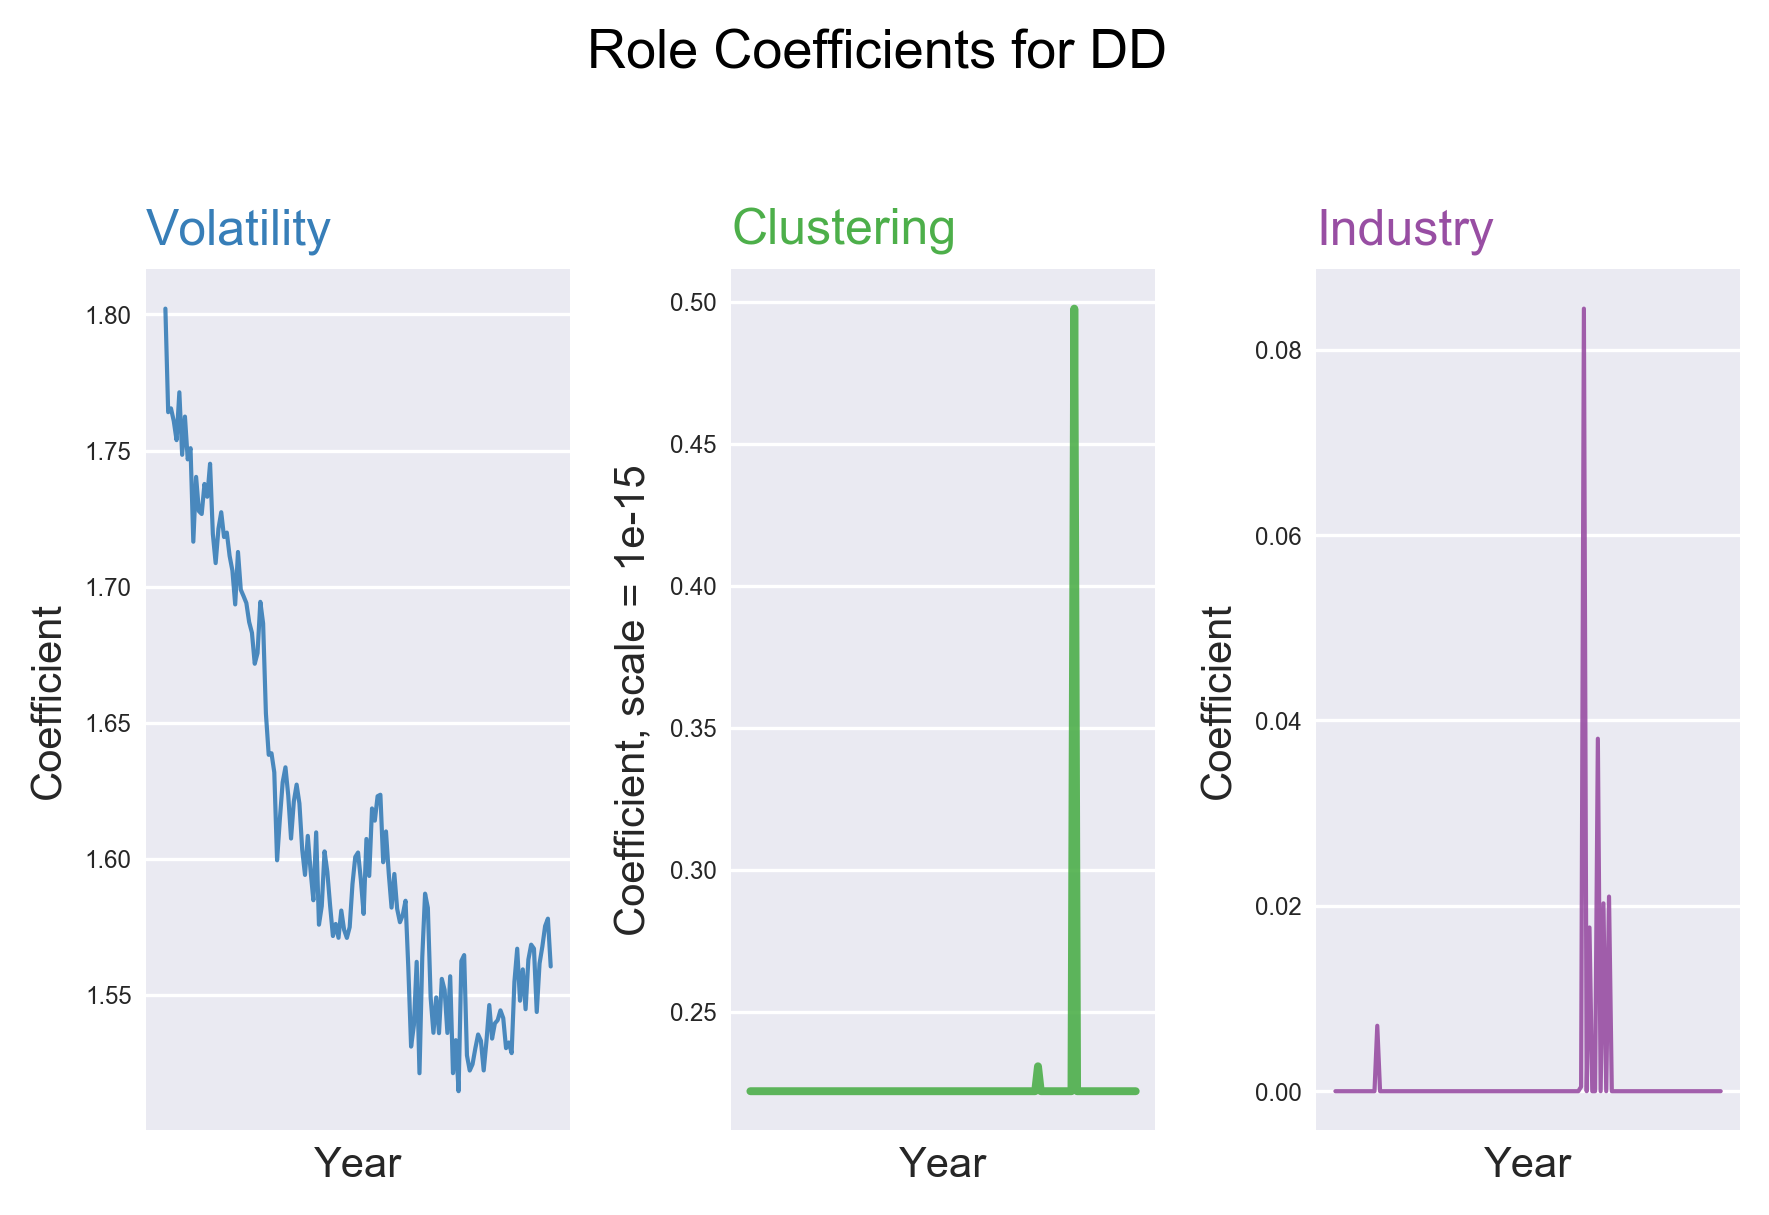 Role Coefficients for DD
Volatility
1.80
1.75
1.70
1.65
1.60
1.55
Coefficient
Year
Clustering
0.50
0.45
0.40
0.35
0.30
0.25
Coefficient, scale = 1e-15
Year
Industry
0.08
0.06
0.04
0.02
0.00
Coefficient
Year